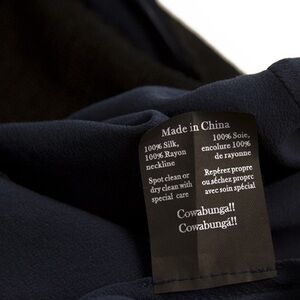 Made in China
100% Silk,
100% Rayon
neckline
Spot clean or
dry clean with
special care
100% Soie,
encolure 100%
de rayonne
Repérez propre
ou séchez propre
avec soin spécial
Cowabunga!!
Cowabungá!!